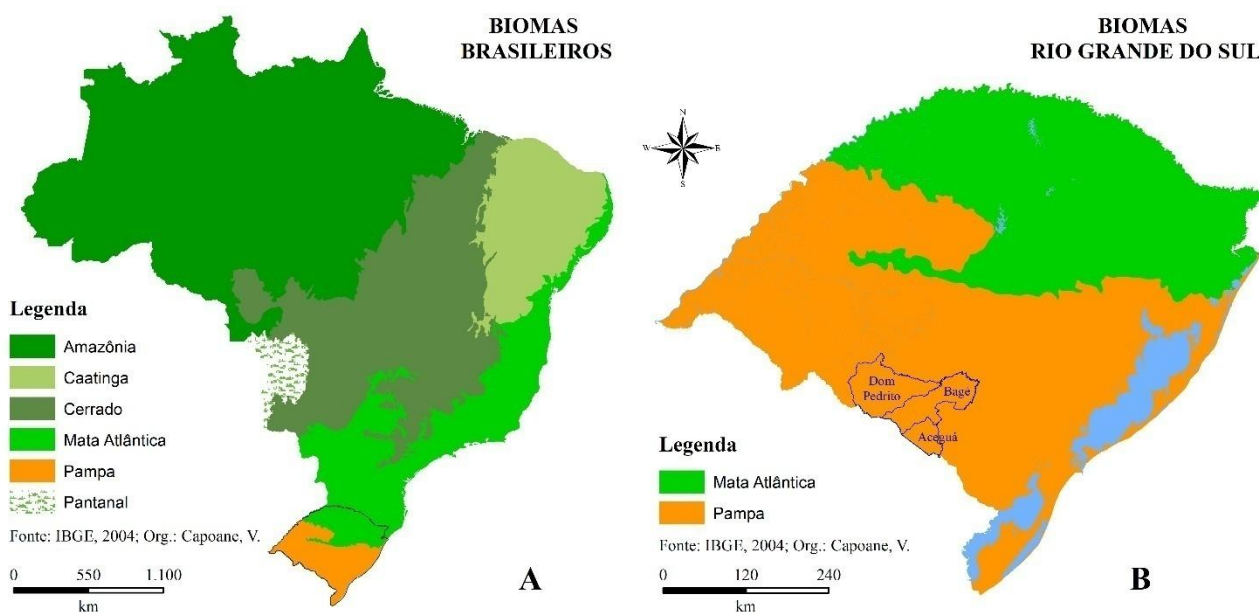 BIOMAS
BRASILEIROS
Legenda
Amazônia
Caatinga
Cerrado
Mata Atlântica
Pampa
Pantanal
Fonte: IBGE, 2004; Org.: Capoane, V.
0 550 1.100
km
A
BIOMAS
RIO GRANDE DO SUL
N
W E
S
Dom
Pedrito
Bagé
Aceguá
Legenda
Mata Atlântica
Pampa
Fonte: IBGE, 2004; Org.: Capoane, V.
0 120 240
km
B